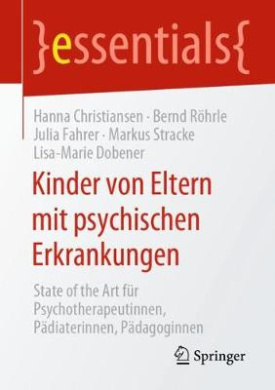 }essentials{
Hanna Christiansen · Bernd Röhrle
Julia Fahrer · Markus Stracke
Lisa-Marie Dobener
Kinder von Eltern
mit psychischen
Erkrankungen
State of the Art für
Psychotherapeutinnen,
Pädiaterinnen, Pädagoginnen
Springer